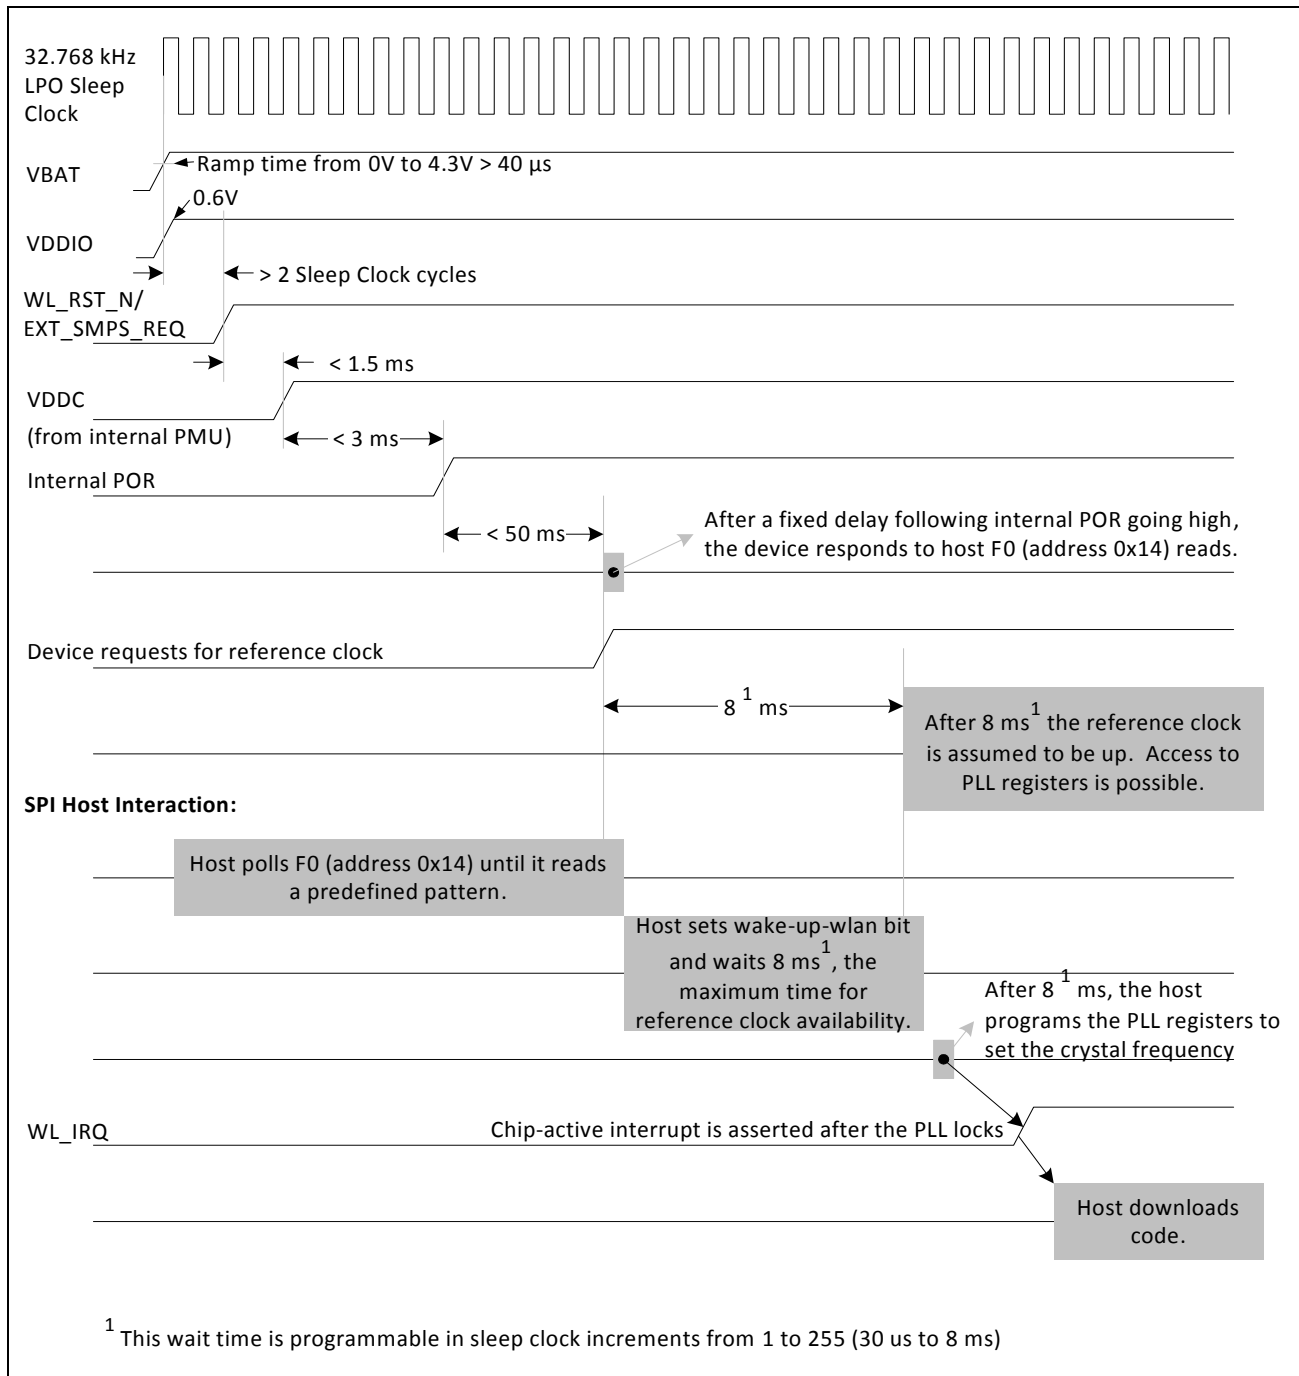 32.768 kHz
LPO Sleep
Clock
VBAT
Ramp time from 0V to 4.3V > 40 µs
0.6V
VDDIO
> 2 Sleep Clock cycles
WL_RST_N/
EXT_SMPS_REQ
< 1.5 ms
VDDC
(from internal PMU)
< 3 ms
Internal POR
< 50 ms
After a fixed delay following internal POR going high,
the device responds to host F0 (address 0x14) reads.
Device requests for reference clock
8 1 ms
After 8 ms1 the reference clock
is assumed to be up. Access to
PLL registers is possible.
SPI Host Interaction:
Host polls F0 (address 0x14) until it reads
a predefined pattern.
Host sets wake-up-wlan bit
and waits 8 ms1, the
maximum time for
reference clock availability.
After 8 1 ms, the host
programs the PLL registers to
set the crystal frequency
WL_IRQ
Chip-active interrupt is asserted after the PLL locks
Host downloads
code.
1 This wait time is programmable in sleep clock increments from 1 to 255 (30 us to 8 ms)